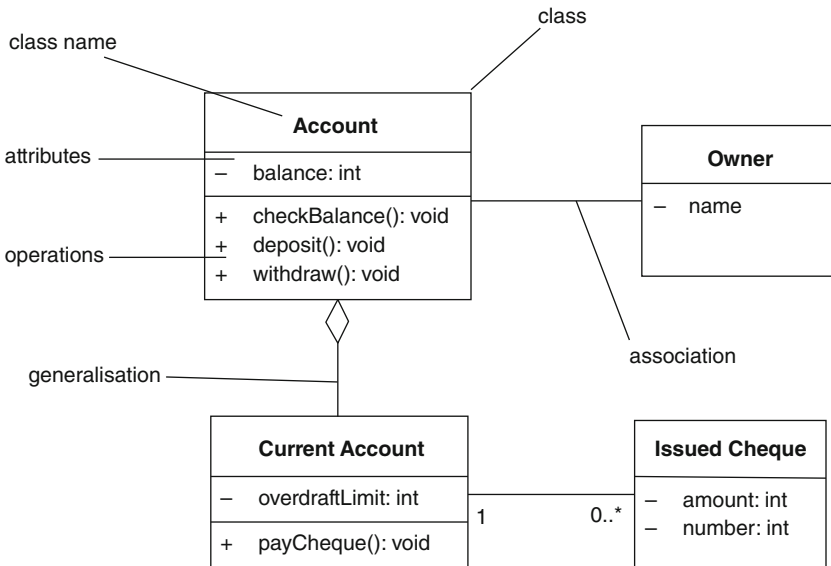 class
class name
Account
attributes
– balance: int
Owner
– name
+ checkBalance(): void
+ deposit(): void
+ withdraw(): void
operations
association
generalisation
Current Account
– overdraftLimit: int
+ payCheque(): void
1
0..*
Issued Cheque
– amount: int
– number: int